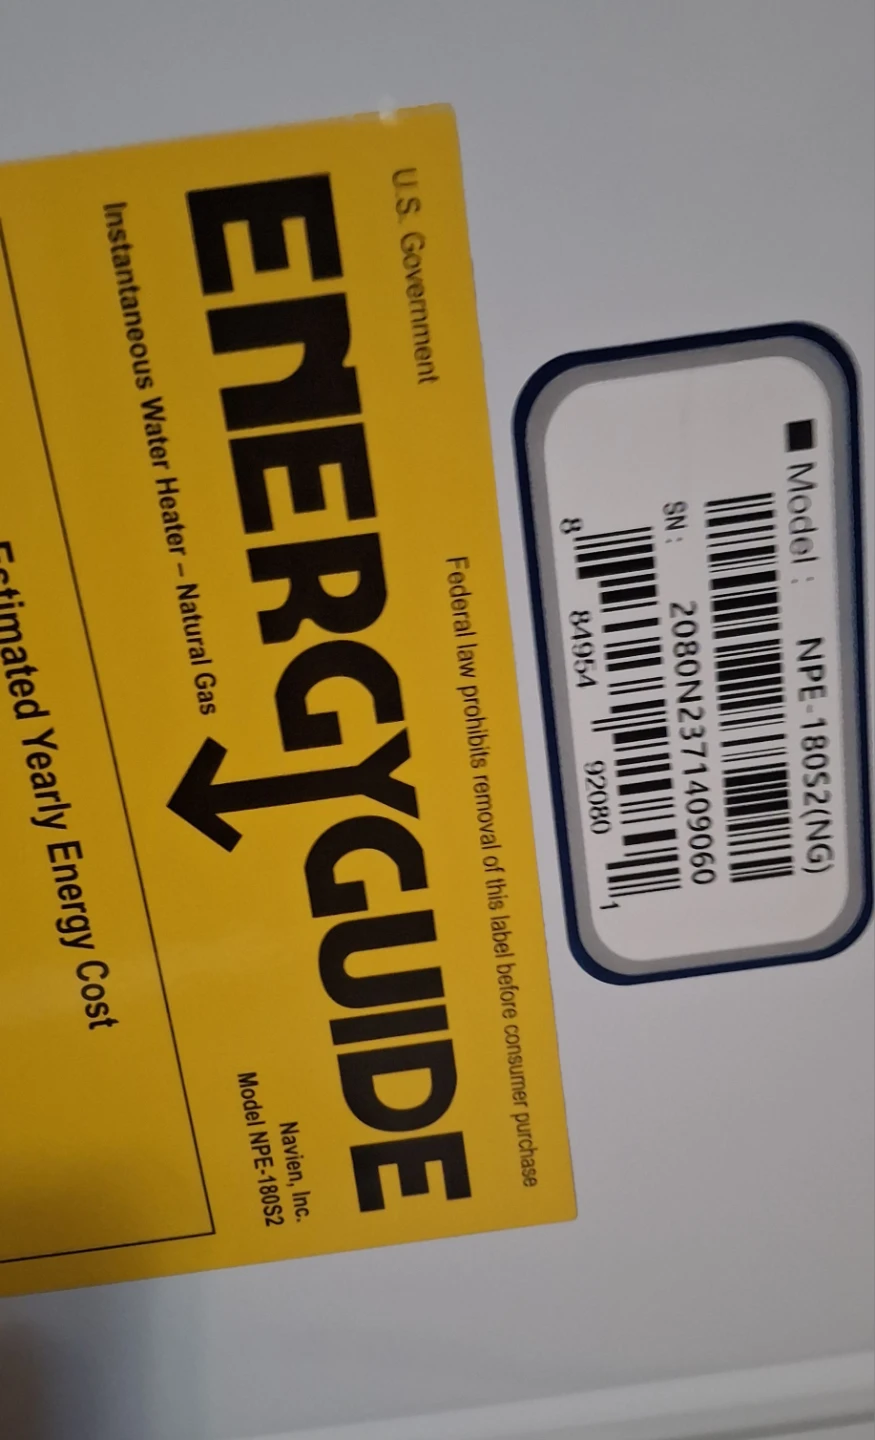 ■ Model : NPE-180S2(NG)
SN : 2080N2371409060
8 84954 92080 1
Federal law prohibits removal of this label before consumer purchase
U.S. Government
ENERGYGUIDE
Instantaneous Water Heater – Natural Gas
Navien, Inc.
Model NPE-180S2
Estimated Yearly Energy Cost